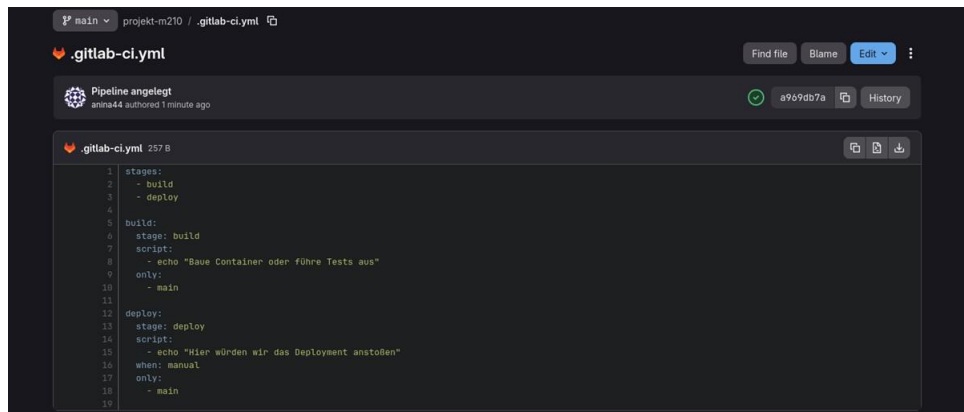 main
projekt-m210 / .gitlab-ci.yml
.gitlab-ci.yml
Find file
Blame
Edit
Pipeline angelegt
anina44 authored 1 minute ago
a969db7a
History
.gitlab-ci.yml 257 B
1 stages:
2   - build
3   - deploy
4
5 build:
6   stage: build
7   script:
8     - echo "Baue Container oder führe Tests aus"
9   only:
10     - main
11
12 deploy:
13   stage: deploy
14   script:
15     - echo "Hier würden wir das Deployment anstoßen"
16   when: manual
17   only:
18     - main
19